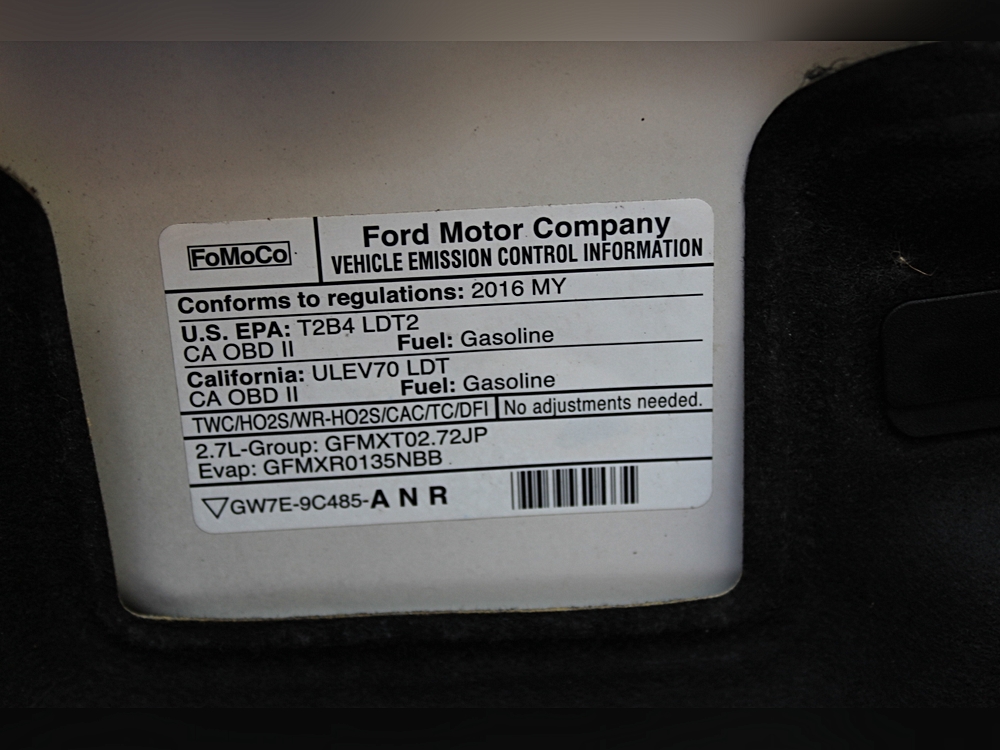 FoMoCo
Ford Motor Company
VEHICLE EMISSION CONTROL INFORMATION
Conforms to regulations: 2016 MY
U.S. EPA: T2B4 LDT2
CA OBD II Fuel: Gasoline
California: ULEV70 LDT
CA OBD II Fuel: Gasoline
TWC/HO2S/WR-HO2S/CAC/TC/DFI No adjustments needed.
2.7L-Group: GFMXT02.72JP
Evap: GFMXR0135NBB
GW7E-9C485-A N R